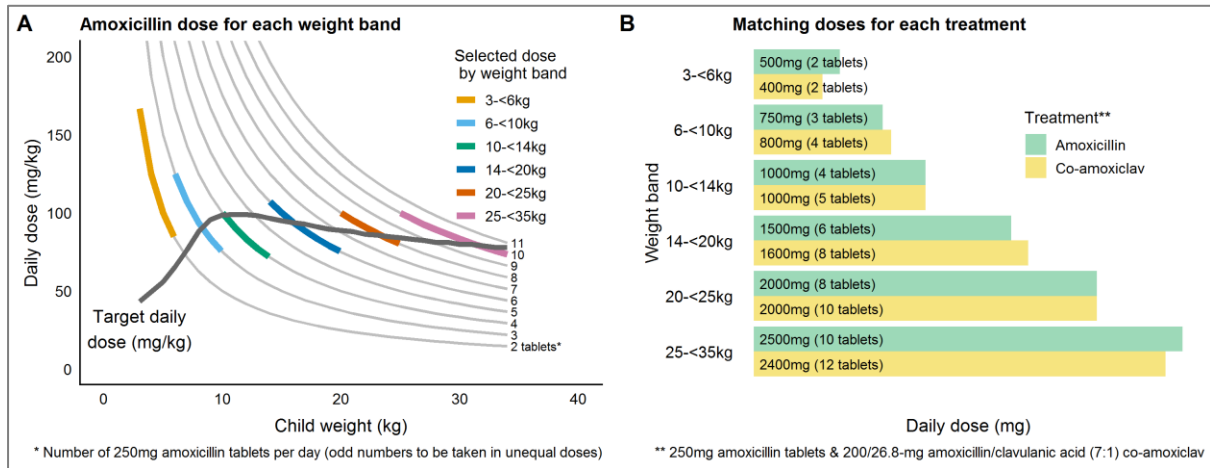 A
Amoxicillin dose for each weight band
200
150
100
50
0
Daily dose (mg/kg)
Selected dose
by weight band
3-<6kg
6-<10kg
10-<14kg
14-<20kg
20-<25kg
25-<35kg
11
10
9
8
7
6
5
4
3
2 tablets*
Target daily
dose (mg/kg)
0
10
20
30
40
Child weight (kg)
* Number of 250mg amoxicillin tablets per day (odd numbers to be taken in unequal doses)
B
Matching doses for each treatment
Weight band
3-<6kg
500mg (2 tablets)
400mg (2 tablets)
6-<10kg
750mg (3 tablets)
800mg (4 tablets)
10-<14kg
1000mg (4 tablets)
1000mg (5 tablets)
14-<20kg
1500mg (6 tablets)
1600mg (8 tablets)
20-<25kg
2000mg (8 tablets)
2000mg (10 tablets)
25-<35kg
2500mg (10 tablets)
2400mg (12 tablets)
Treatment**
Amoxicillin
Co-amoxiclav
Daily dose (mg)
** 250mg amoxicillin tablets & 200/26.8-mg amoxicillin/clavulanic acid (7:1) co-amoxiclav